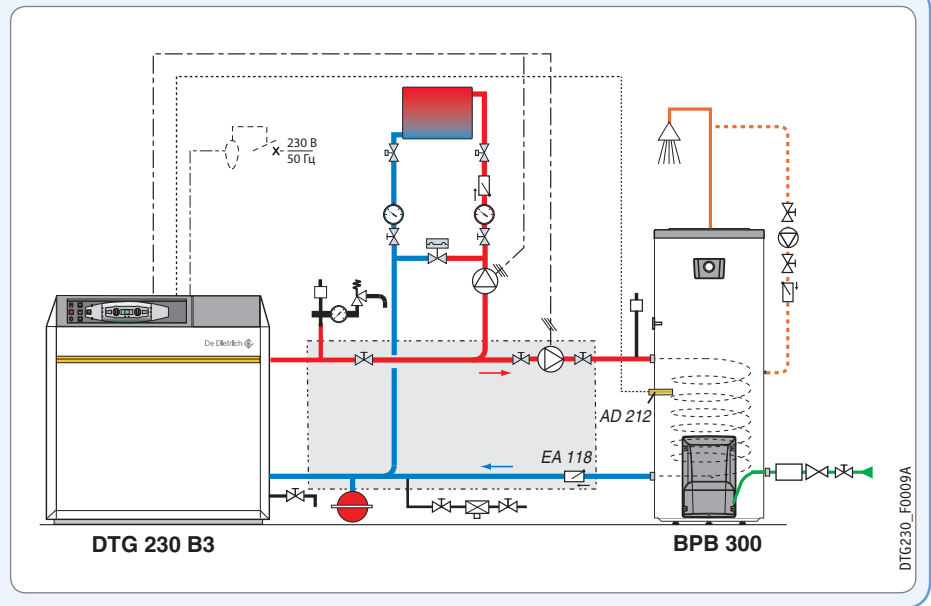 230 В
50 Гц
De Dietrich
AD 212
EA 118
DTG 230 B3
BPB 300
DTG230_F0009A